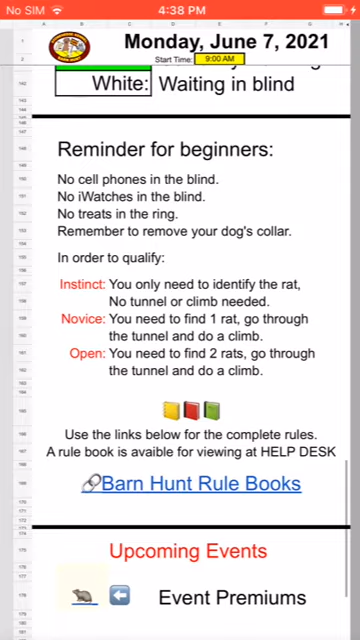 No SIM 4:38 PM
Monday, June 7, 2021
Start Time: 9:00 AM
White: Waiting in blind
Reminder for beginners:
No cell phones in the blind.
No iWatches in the blind.
No treats in the ring.
Remember to remove your dog's collar.
In order to qualify:
Instinct: You only need to identify the rat,
No tunnel or climb needed.
Novice: You need to find 1 rat, go through
the tunnel and do a climb.
Open: You need to find 2 rats, go through
the tunnel and do a climb.
Use the links below for the complete rules.
A rule book is avaible for viewing at HELP DESK
Barn Hunt Rule Books
Upcoming Events
Event Premiums